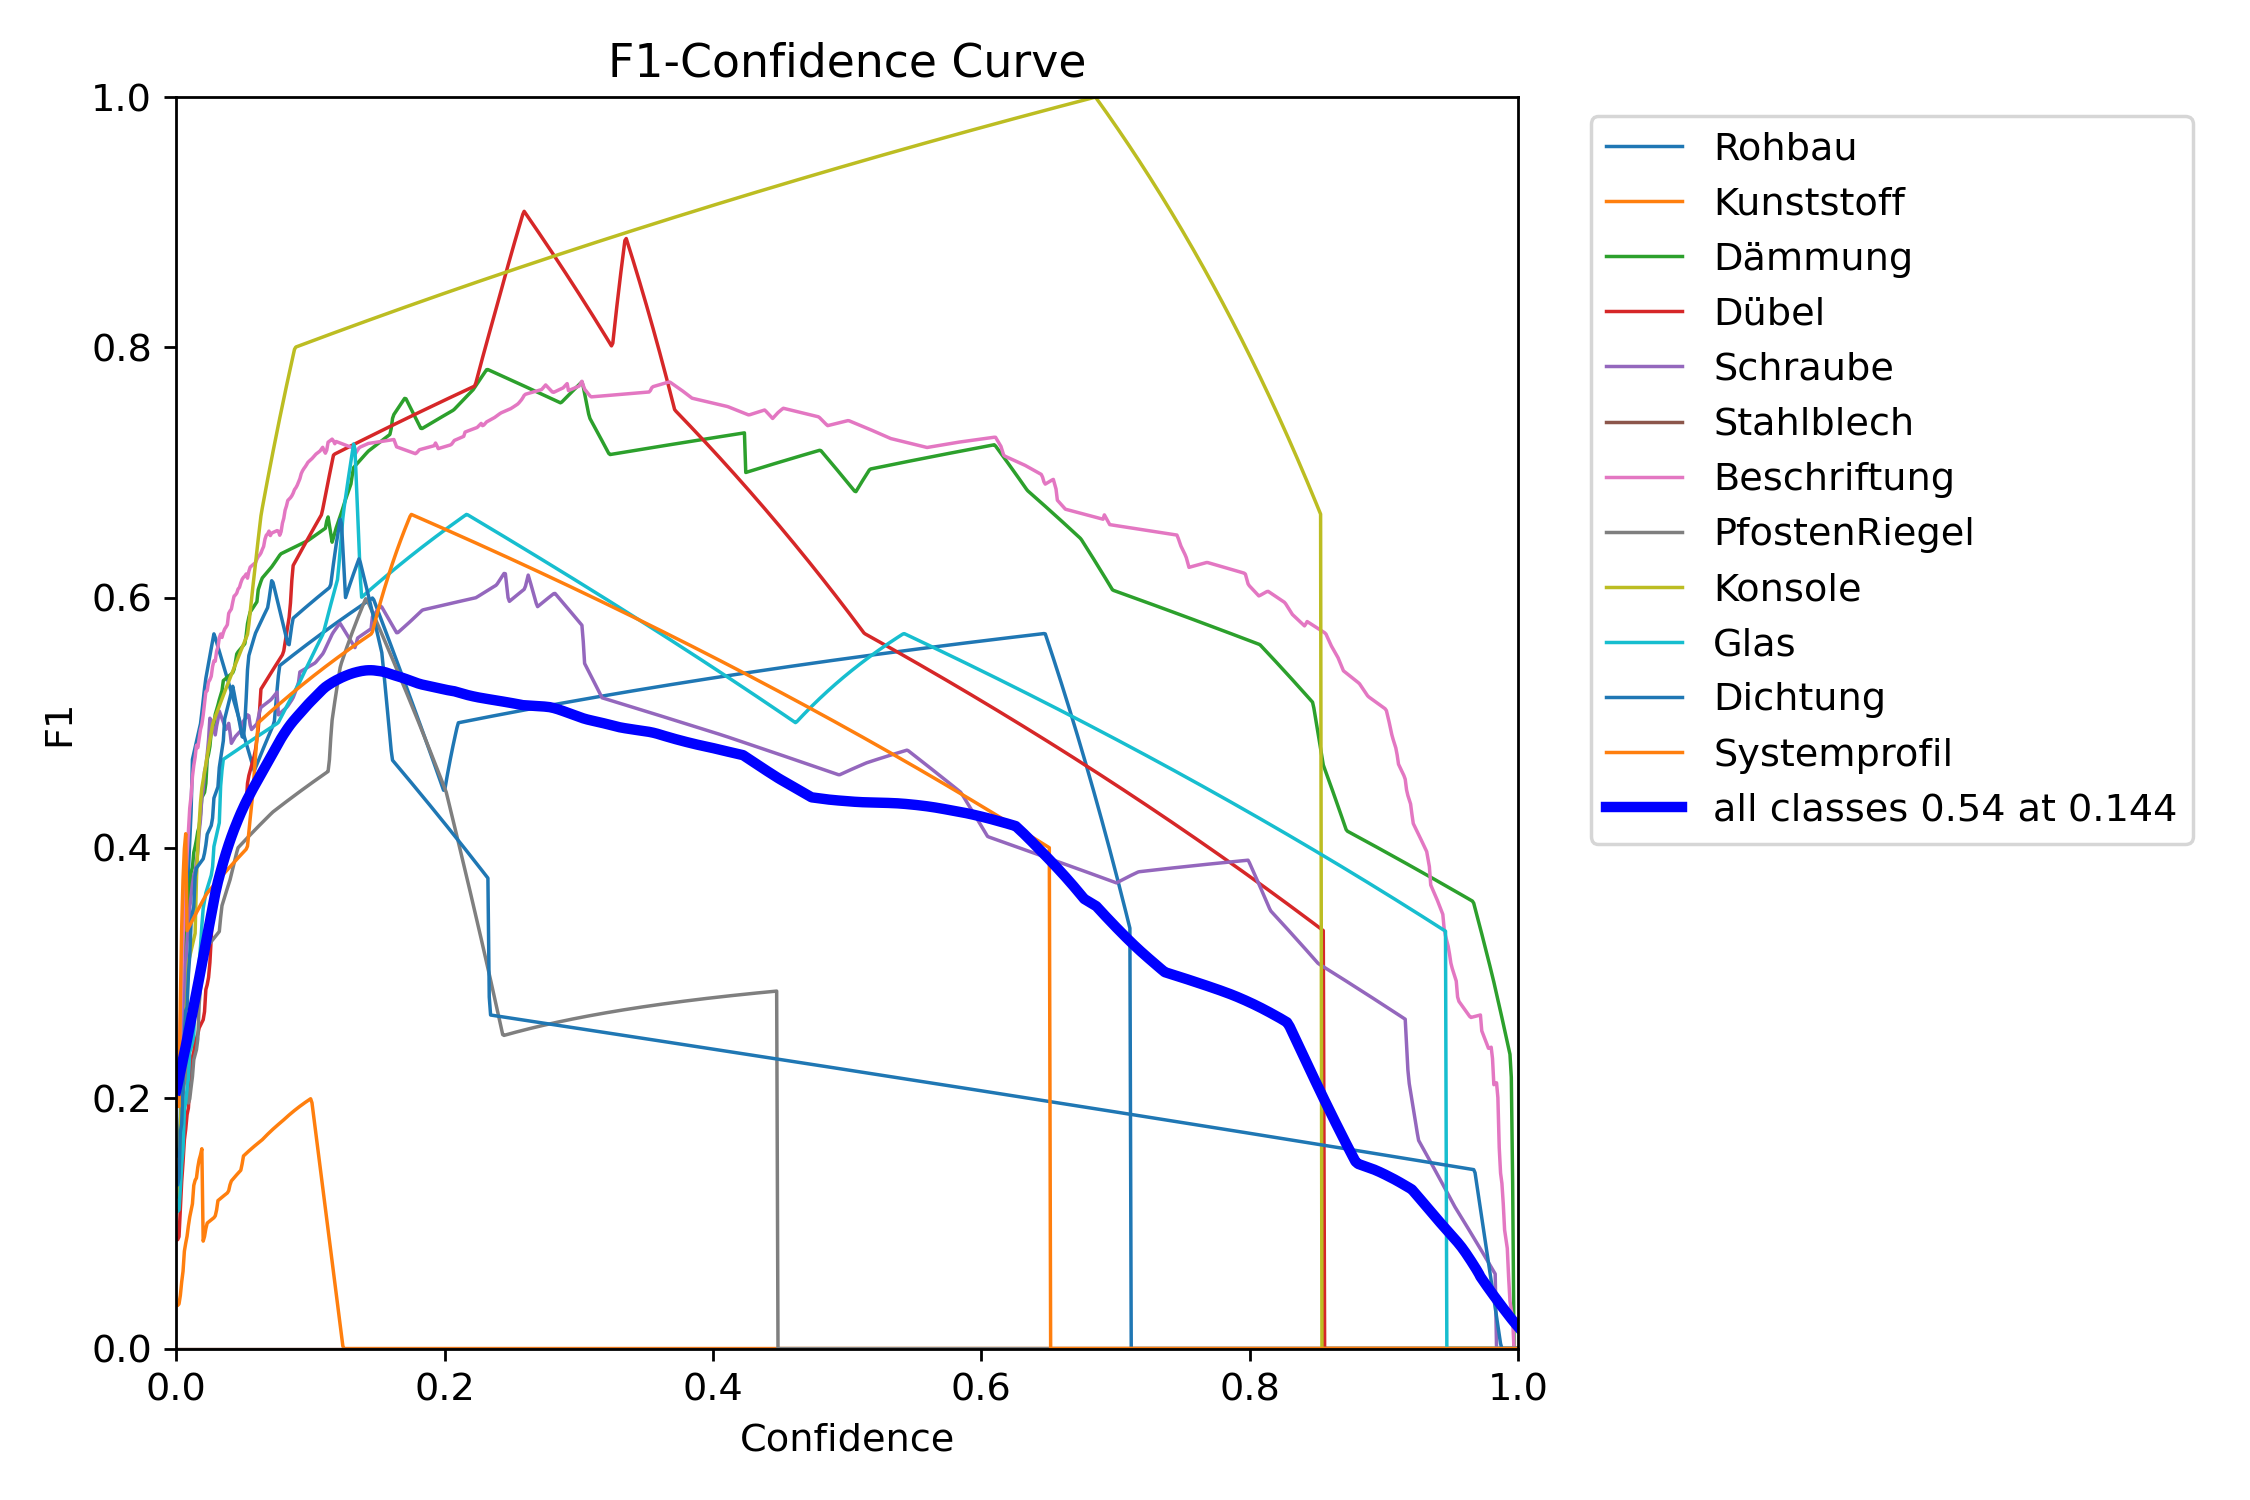 F1-Confidence Curve
1.0
0.8
0.6
0.4
0.2
0.0
F1
0.0 0.2 0.4 0.6 0.8 1.0
Confidence
Rohbau
Kunststoff
Dämmung
Dübel
Schraube
Stahlblech
Beschriftung
PfostenRiegel
Konsole
Glas
Dichtung
Systemprofil
all classes 0.54 at 0.144